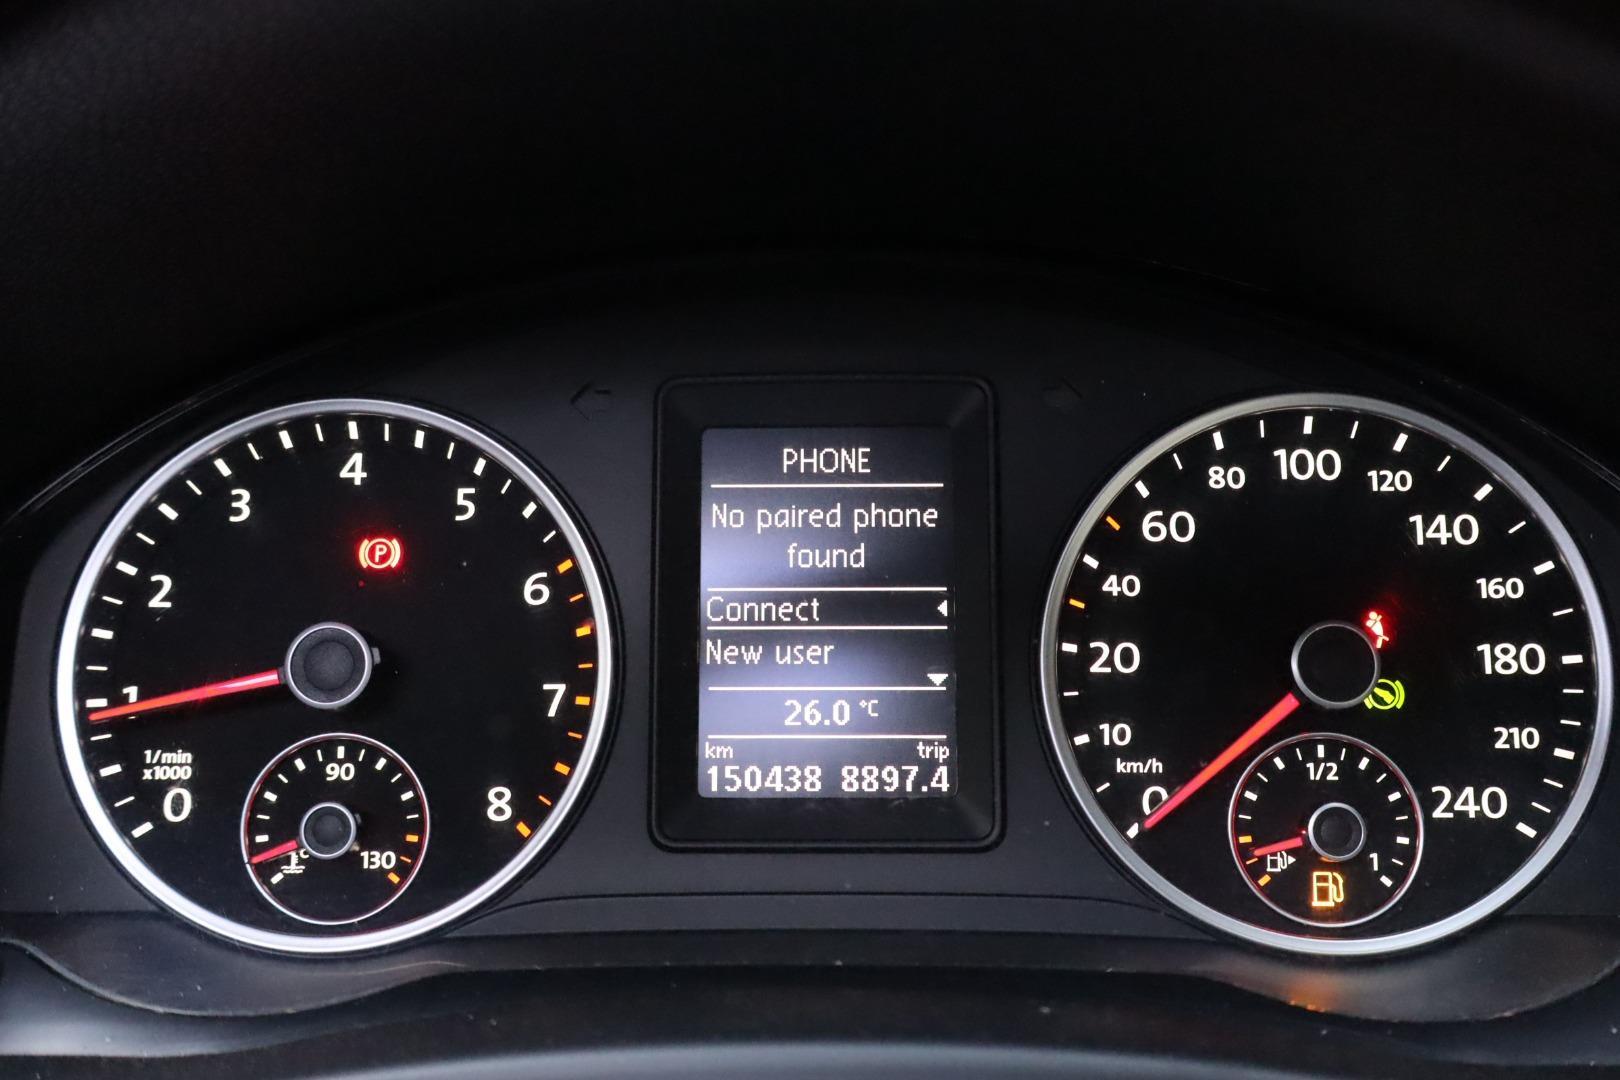 0
1
2
3
4
5
6
7
8
1/min
x1000
P
90
130
°C
PHONE
No paired phone
found
Connect
New user
26.0 °C
km trip
150438 8897.4
0
10
20
40
60
80
100
120
140
160
180
210
240
km/h
1/2
1